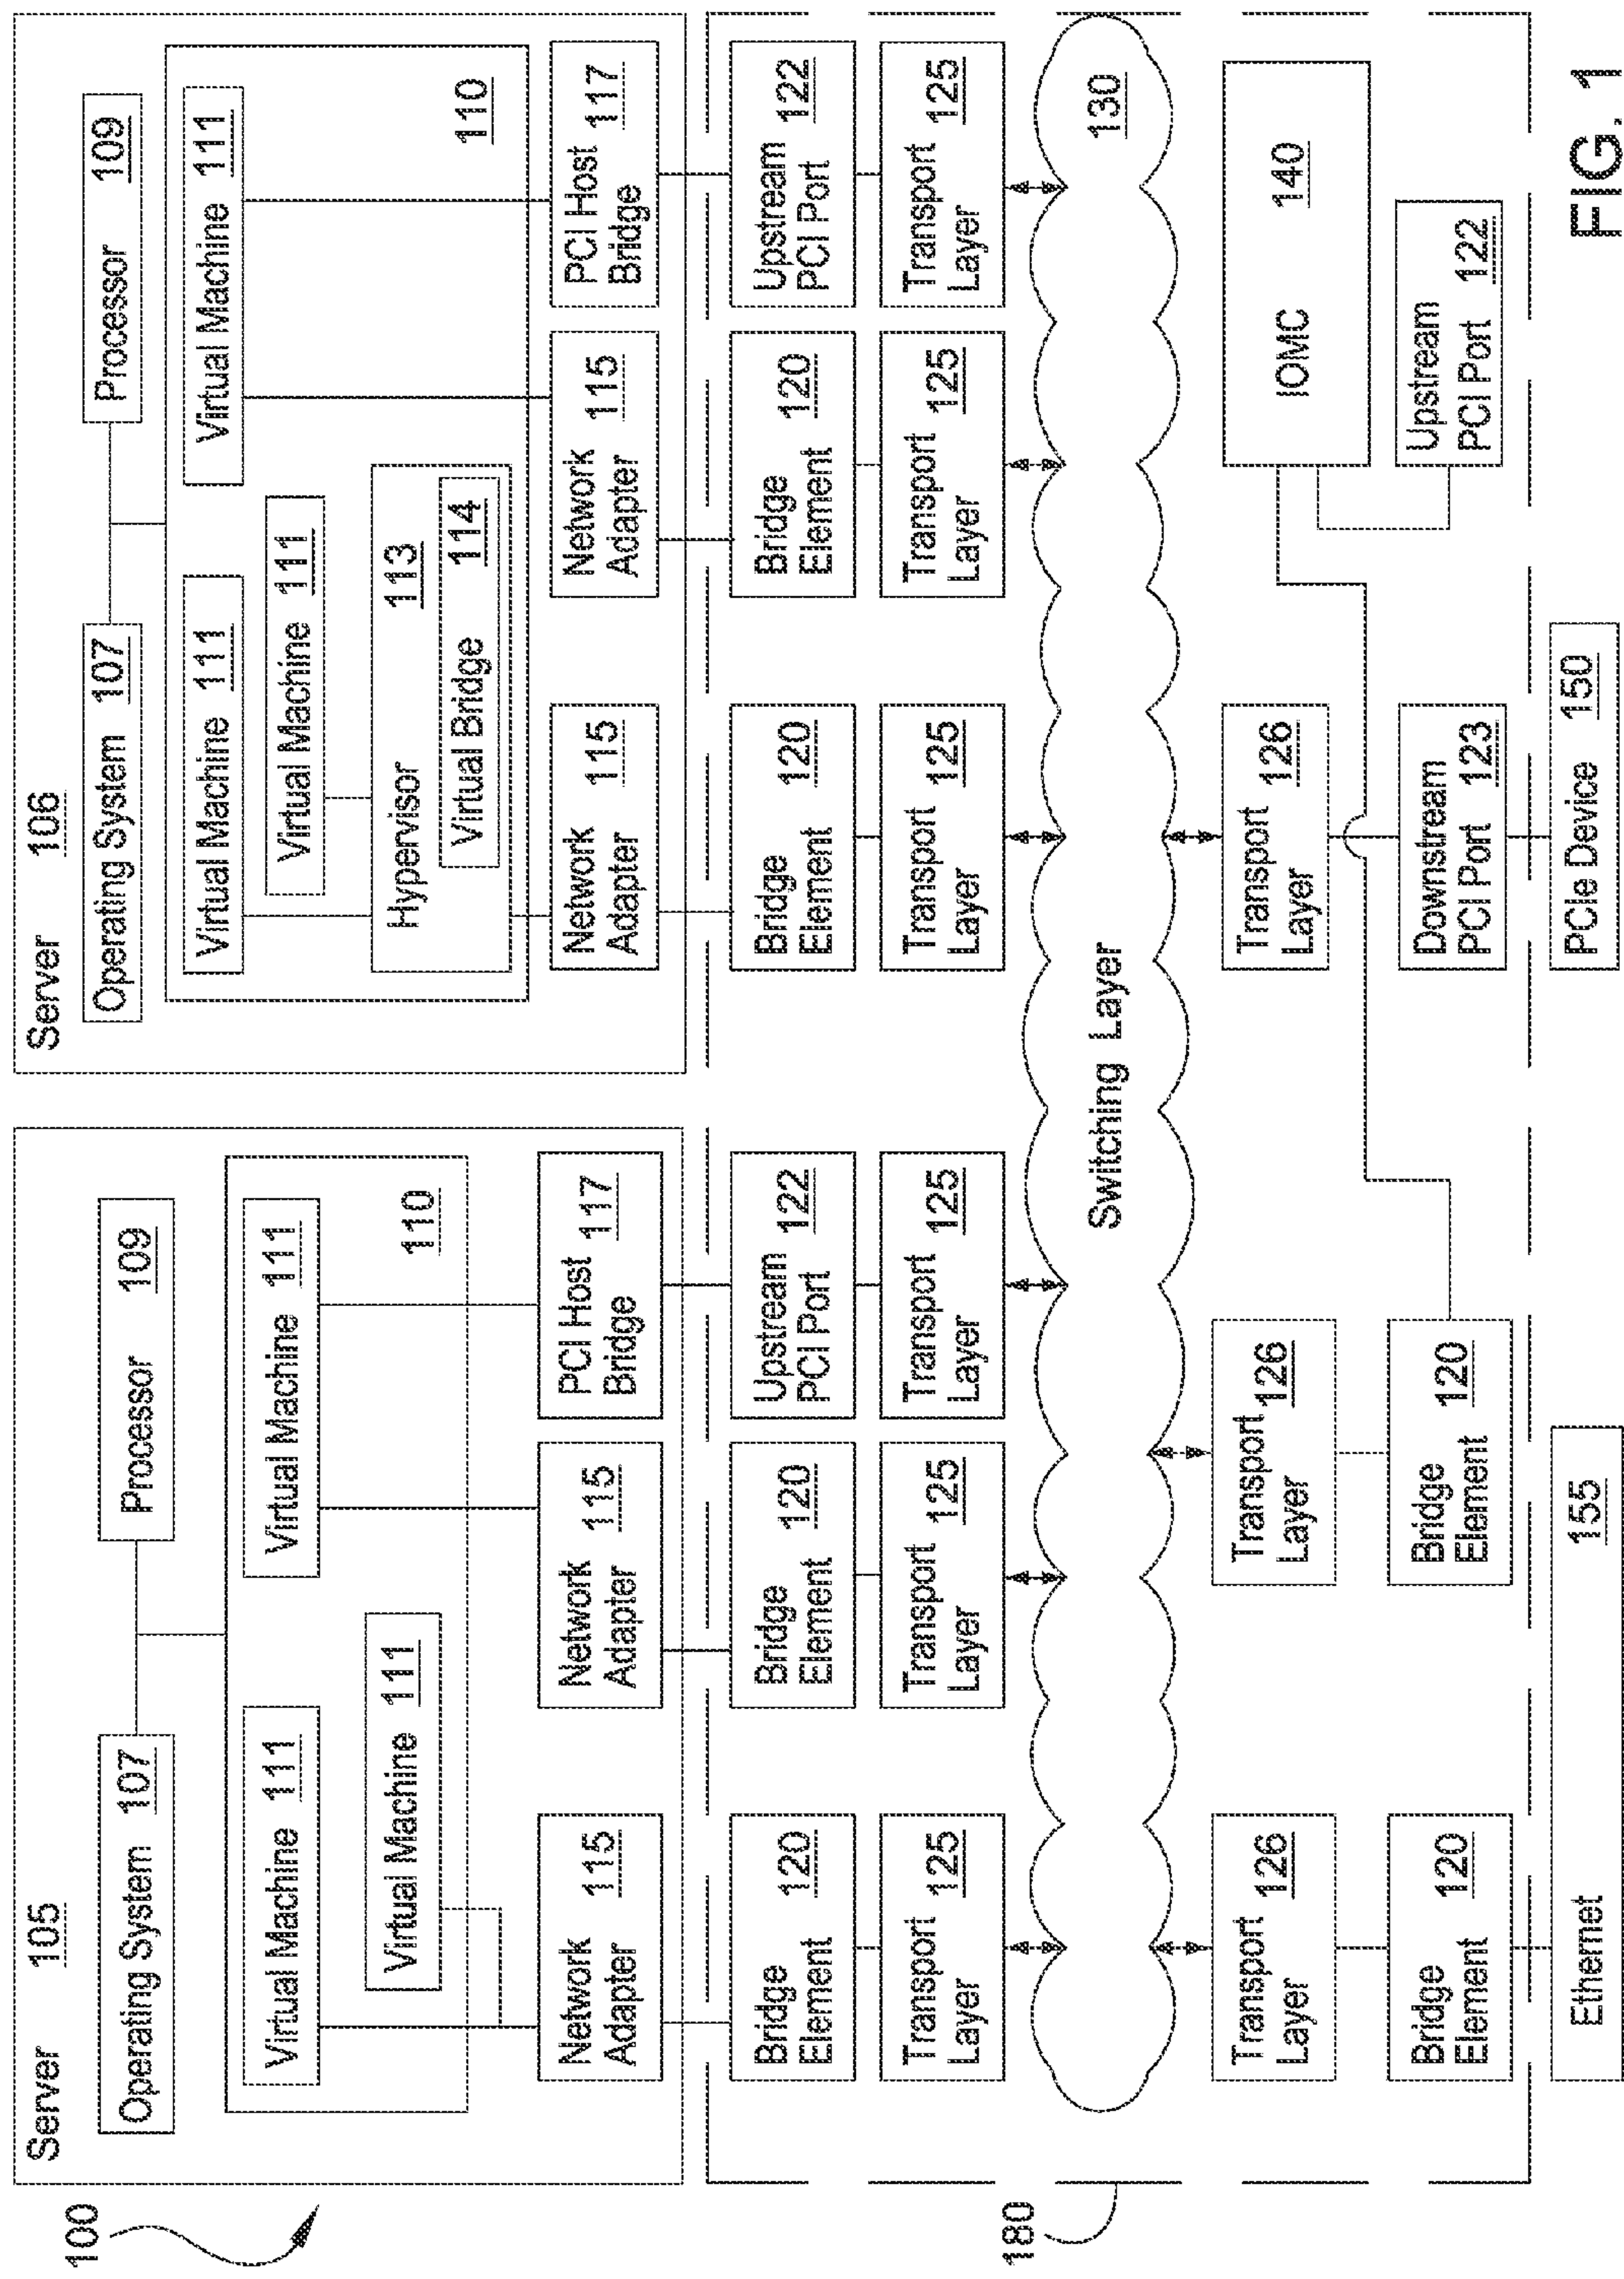 100
Server 105
Operating System 107
Processor 109
Virtual Machine 111
Virtual Machine 111
Virtual Machine 111
110
Network
Adapter 115
Network
Adapter 115
PCI Host
Bridge 117
Server 106
Operating System 107
Processor 109
Virtual Machine 111
Virtual Machine 111
Virtual Machine 111
Hypervisor 113
Virtual Bridge 114
110
Network
Adapter 115
Network
Adapter 115
PCI Host
Bridge 117
180
Bridge
Element 120
Bridge
Element 120
Upstream
PCI Port 122
Bridge
Element 120
Bridge
Element 120
Upstream
PCI Port 122
Transport
Layer 125
Transport
Layer 125
Transport
Layer 125
Transport
Layer 125
Transport
Layer 125
Transport
Layer 125
Switching Layer 130
Transport
Layer 126
Transport
Layer 126
Transport
Layer 126
IOMC 140
Bridge
Element 120
Bridge
Element 120
Downstream
PCI Port 123
Upstream
PCI Port 122
Ethernet 155
PCIe Device 150
FIG. 1